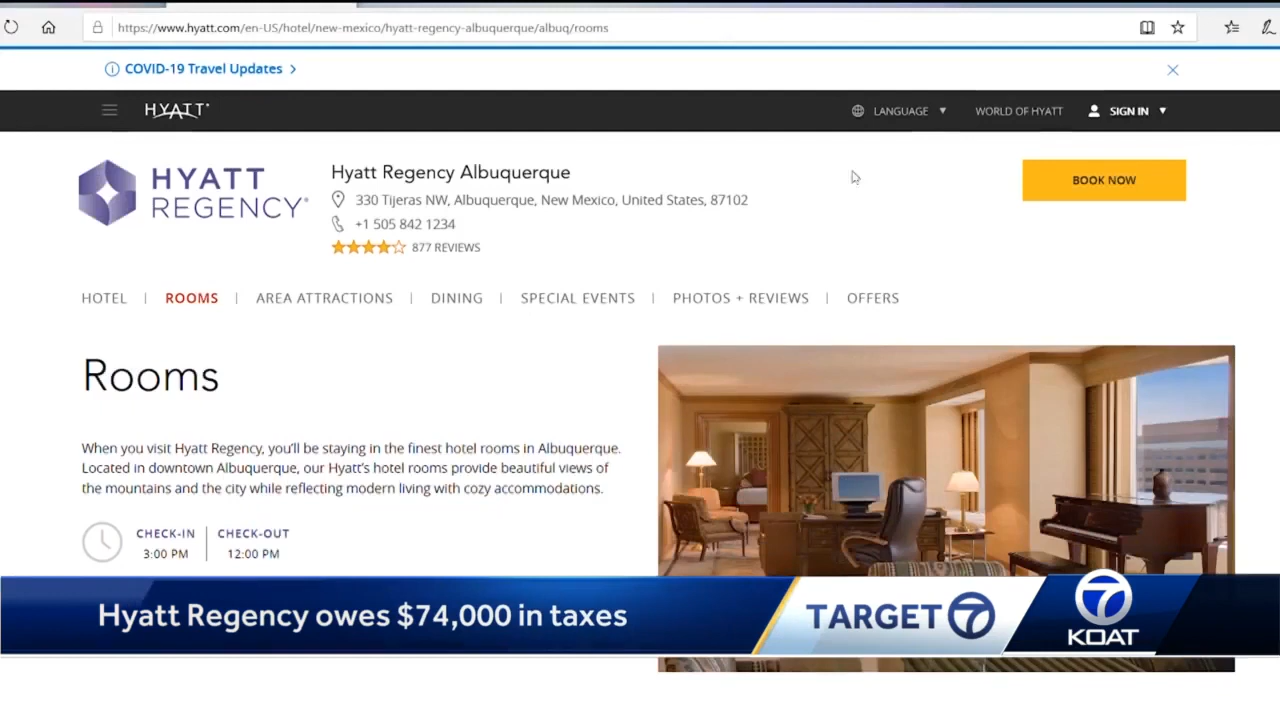 https://www.hyatt.com/en-US/hotel/new-mexico/hyatt-regency-albuquerque/albuq/rooms
COVID-19 Travel Updates
HYATT
LANGUAGE
WORLD OF HYATT
SIGN IN
HYATT REGENCY
Hyatt Regency Albuquerque
330 Tijeras NW, Albuquerque, New Mexico, United States, 87102
+1 505 842 1234
877 REVIEWS
BOOK NOW
HOTEL | ROOMS | AREA ATTRACTIONS | DINING | SPECIAL EVENTS | PHOTOS + REVIEWS | OFFERS
Rooms
When you visit Hyatt Regency, you'll be staying in the finest hotel rooms in Albuquerque.
Located in downtown Albuquerque, our Hyatt's hotel rooms provide beautiful views of
the mountains and the city while reflecting modern living with cozy accommodations.
CHECK-IN | CHECK-OUT
3:00 PM 12:00 PM
Hyatt Regency owes $74,000 in taxes
TARGET 7
7
KOAT